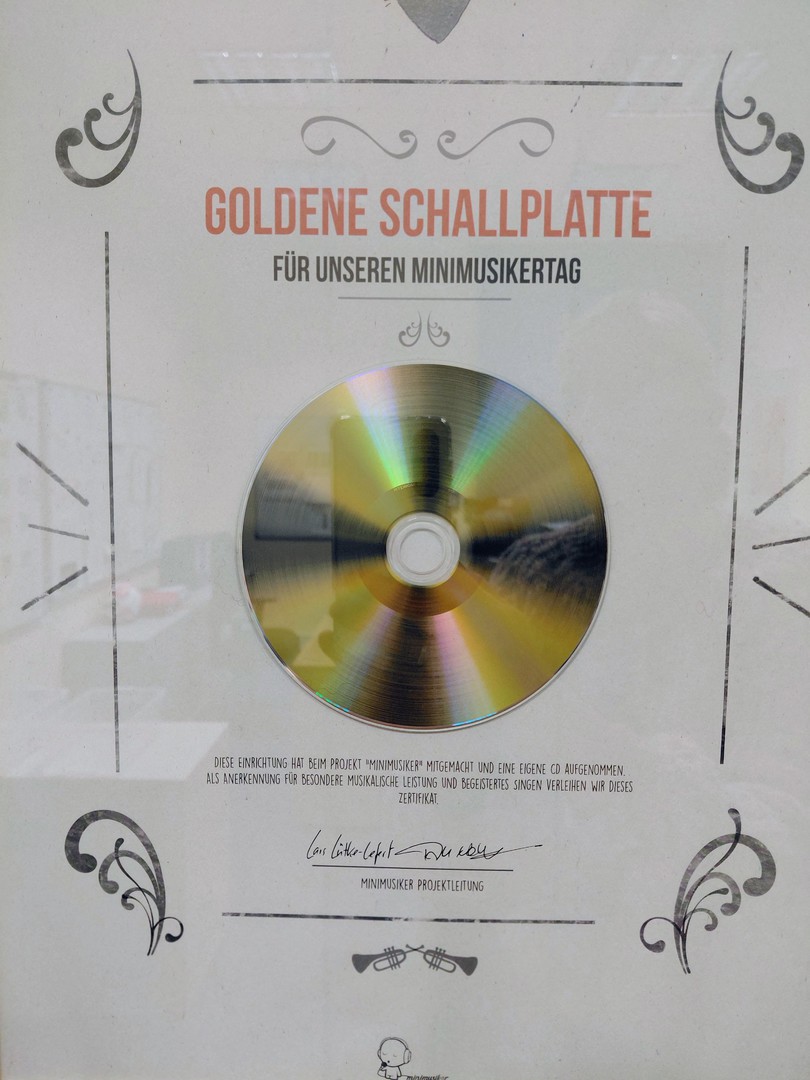 GOLDENE SCHALLPLATTE
FÜR UNSEREN MINIMUSIKERTAG
DIESE EINRICHTUNG HAT BEIM PROJEKT "MINIMUSIKER" MITGEMACHT UND EINE EIGENE CD AUFGENOMMEN.
ALS ANERKENNUNG FÜR BESONDERE MUSIKALISCHE LEISTUNG UND BEGEISTERTES SINGEN VERLEIHEN WIR DIESES
ZERTIFIKAT.
MINIMUSIKER PROJEKTLEITUNG
minimusiker